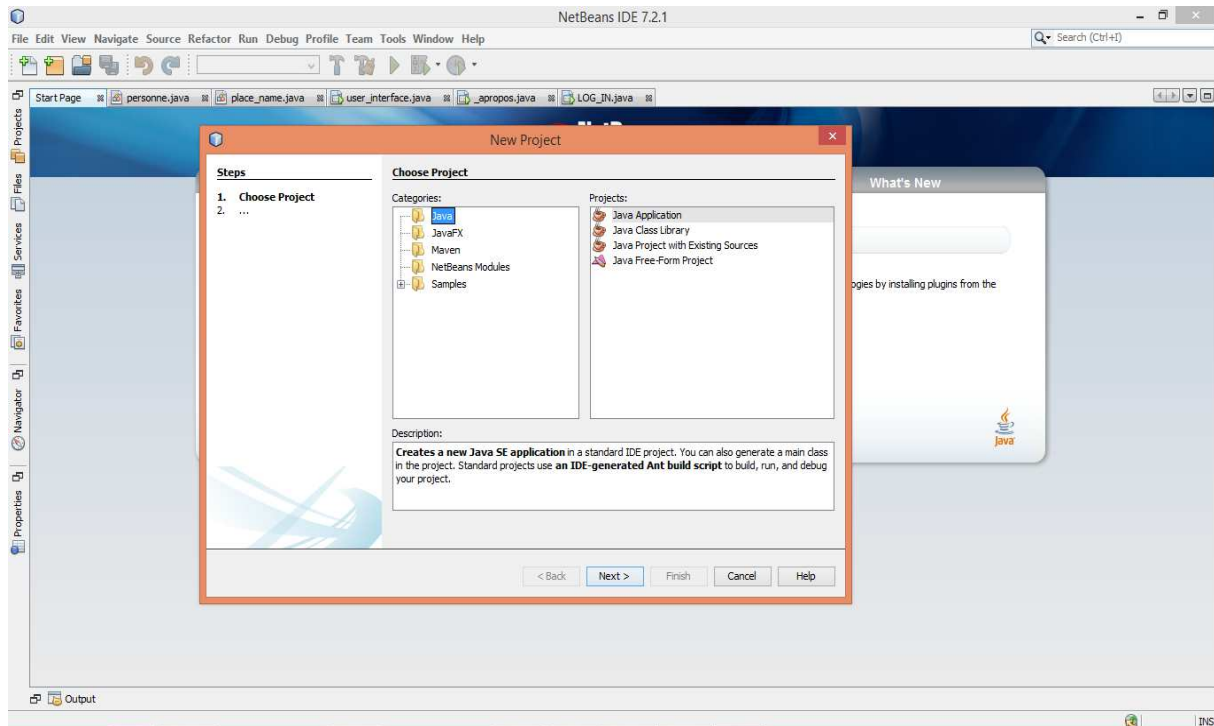 NetBeans IDE 7.2.1
File Edit View Navigate Source Refactor Run Debug Profile Team Tools Window Help
Search (Ctrl+I)
Start Page personne.java place_name.java user_interface.java _apropos.java LOG_IN.java
Projects
Files
Services
Favorites
Navigator
Properties
New Project
Steps
1. Choose Project
2. ...
Choose Project
Categories:
Java
JavaFX
Maven
NetBeans Modules
Samples
Projects:
Java Application
Java Class Library
Java Project with Existing Sources
Java Free-Form Project
Description:
Creates a new Java SE application in a standard IDE project. You can also generate a main class
in the project. Standard projects use an IDE-generated Ant build script to build, run, and debug
your project.
< Back Next > Finish Cancel Help
What's New
by installing plugins from the
Java
Output
INS